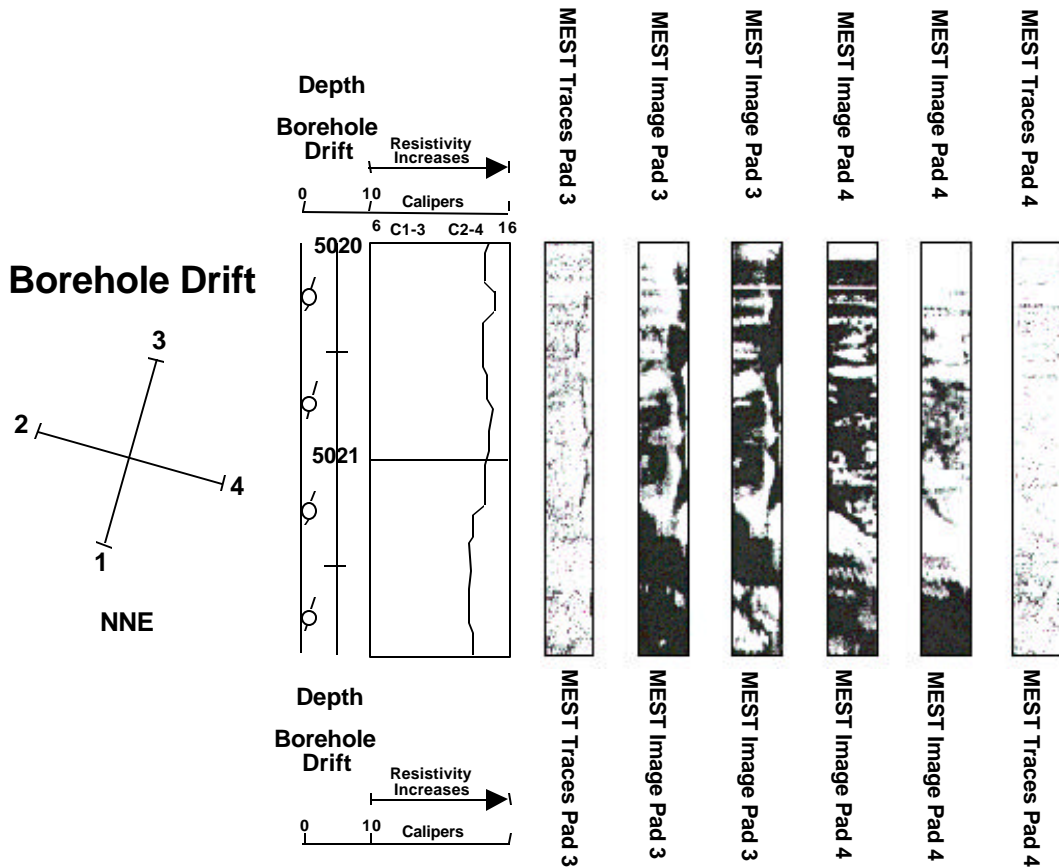 MEST Traces Pad 3
MEST Image Pad 3
MEST Image Pad 3
MEST Image Pad 4
MEST Image Pad 4
MEST Traces Pad 4
Depth
Borehole
Drift
Resistivity
Increases
0
10
Calipers
6 C1-3 C2-4 16
5020
5021
Borehole Drift
3
2
4
1
NNE
Depth
Borehole
Drift
Resistivity
Increases
0
10
Calipers
MEST Traces Pad 3
MEST Image Pad 3
MEST Image Pad 3
MEST Image Pad 4
MEST Image Pad 4
MEST Traces Pad 4